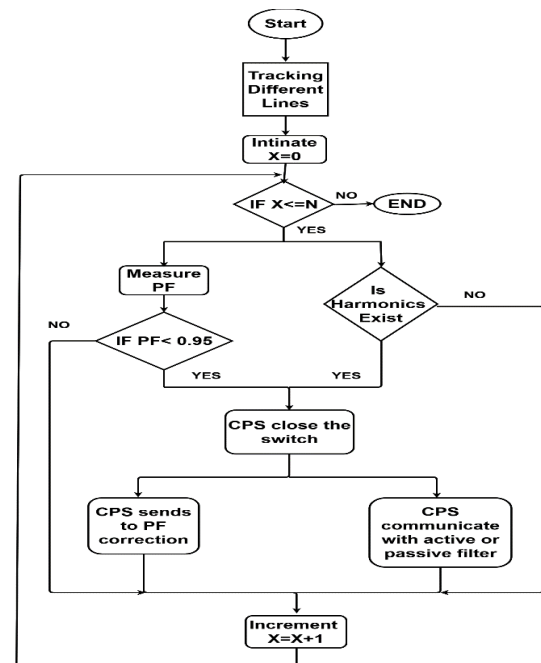 Start
Tracking
Different
Lines
Intinate
X=0
IF X<=N
NO
END
YES
Measure
PF
Is
Harmonics
Exist
NO
NO
IF PF< 0.95
YES
YES
CPS close the
switch
CPS sends
to PF
correction
CPS
communicate
with active or
passive filter
Increment
X=X+1